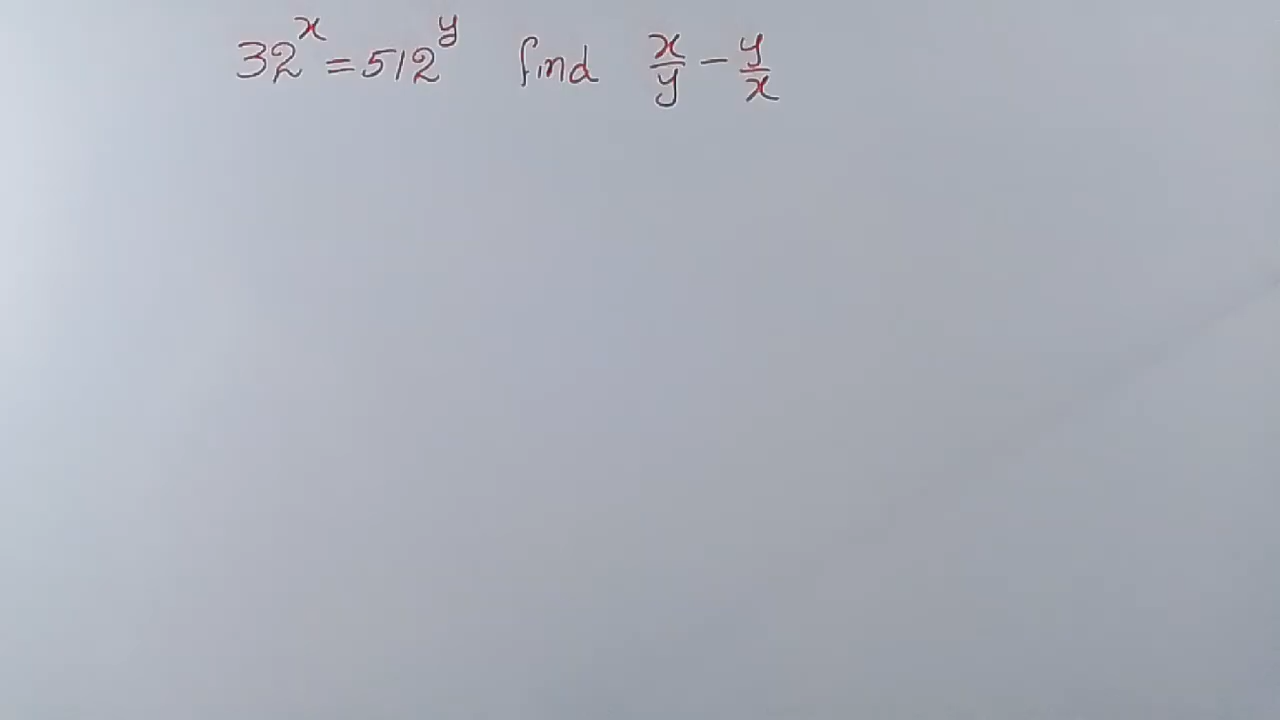 32^x = 512^y find x/y - y/x